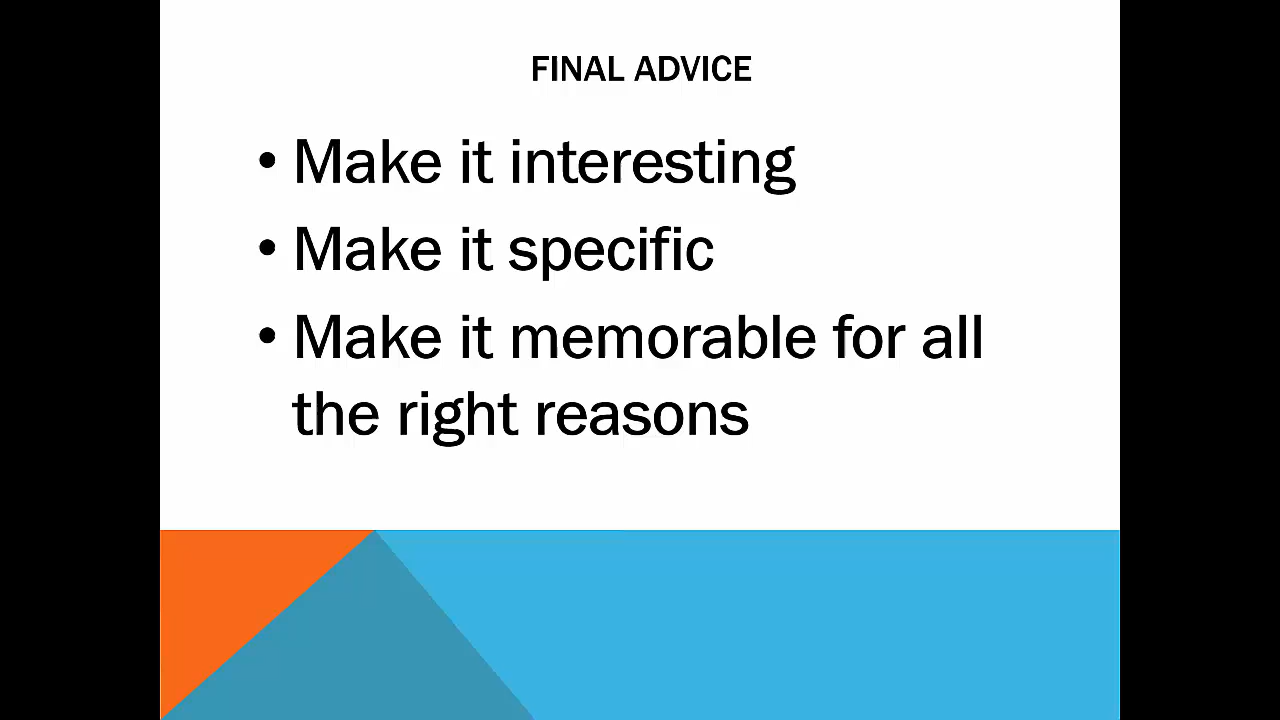 FINAL ADVICE
• Make it interesting
• Make it specific
• Make it memorable for all
the right reasons